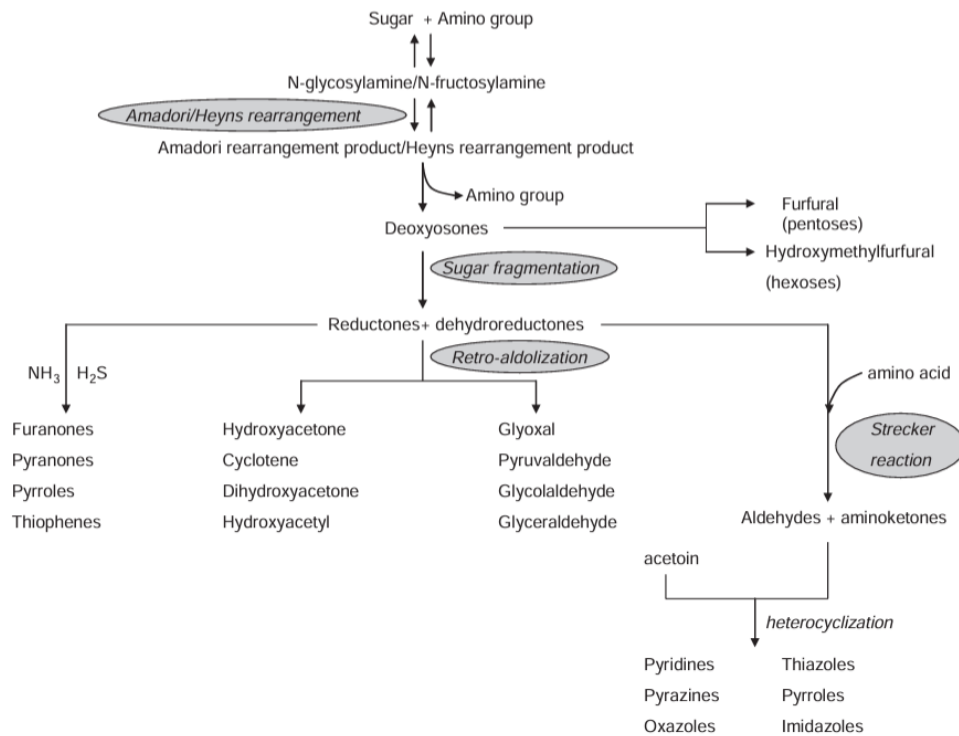 Sugar + Amino group
N-glycosylamine/N-fructosylamine
Amadori/Heyns rearrangement
Amadori rearrangement product/Heyns rearrangement product
Amino group
Deoxyosones
Furfural
(pentoses)
Hydroxymethylfurfural
(hexoses)
Sugar fragmentation
Reductones+ dehydroreductones
Retro-aldolization
NH3 H2S
amino acid
Furanones
Pyranones
Pyrroles
Thiophenes
Hydroxyacetone
Cyclotene
Dihydroxyacetone
Hydroxyacetyl
Glyoxal
Pyruvaldehyde
Glycolaldehyde
Glyceraldehyde
Strecker
reaction
Aldehydes + aminoketones
acetoin
heterocyclization
Pyridines
Pyrazines
Oxazoles
Thiazoles
Pyrroles
Imidazoles